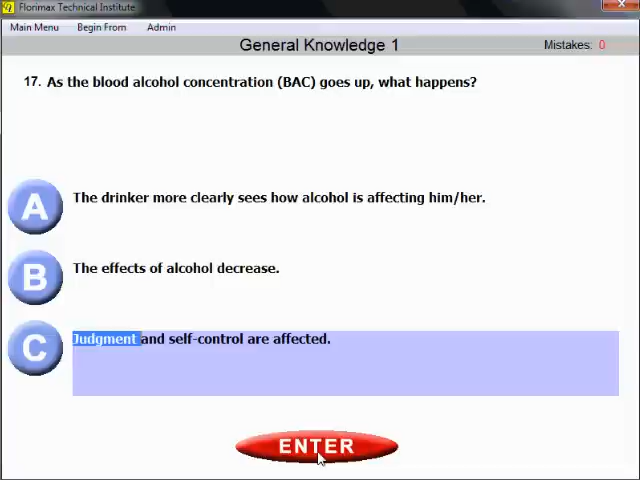 Florimax Technical Institute
Main Menu Begin From Admin
General Knowledge 1 Mistakes: 0
17. As the blood alcohol concentration (BAC) goes up, what happens?
A The drinker more clearly sees how alcohol is affecting him/her.
B The effects of alcohol decrease.
C Judgment and self-control are affected.
ENTER